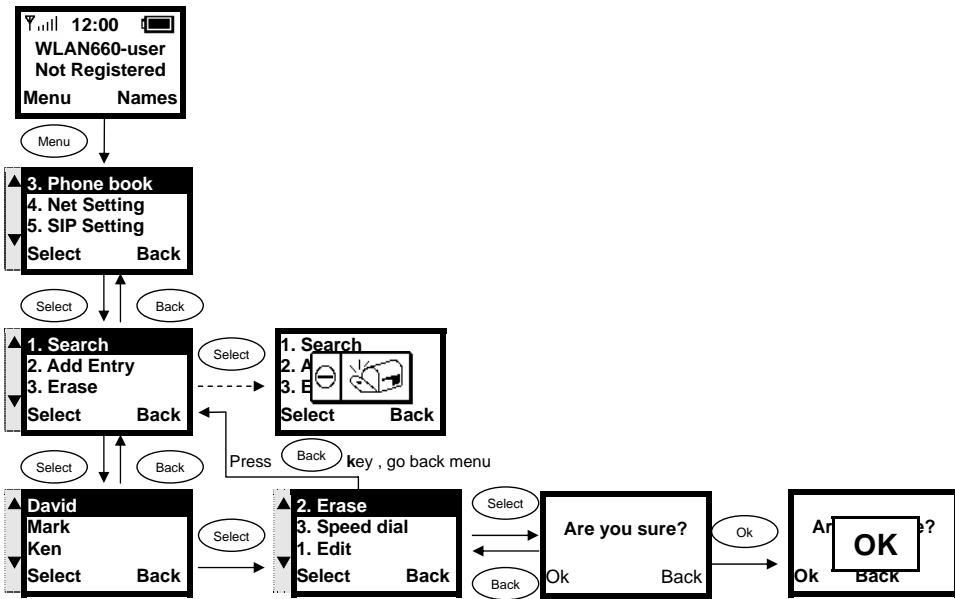 12:00
WLAN660-user
Not Registered
Menu Names
Menu
3. Phone book
4. Net Setting
5. SIP Setting
Select Back
Select Back
1. Search
2. Add Entry
3. Erase
Select Back
Select
1. Search
2. A
3. E
Select Back
Select Back
Press Back key , go back menu
David
Mark
Ken
Select Back
Select
2. Erase
3. Speed dial
1. Edit
Select Back
Select
Back
Are you sure?
Ok Back
Ok
Ar e?
OK
Ok Back